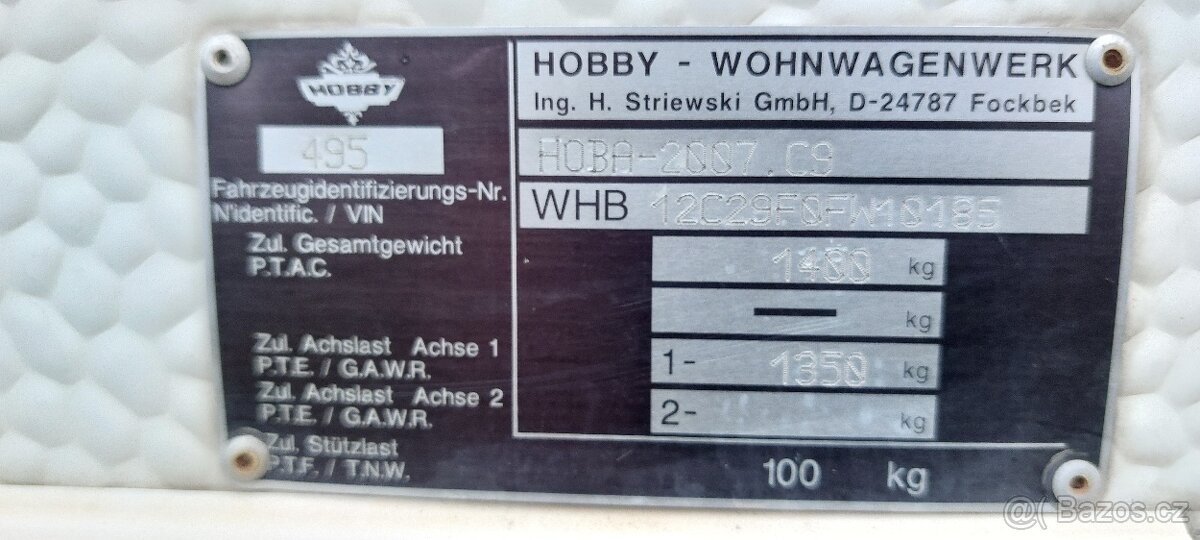 HOBBY
495
HOBBY - WOHNWAGENWERK
Ing. H. Striewski GmbH, D-24787 Fockbek
HOBA-2007.C9
Fahrzeugidentifizierungs-Nr.
N'identific. / VIN
WHB 12C29F0FW10185
Zul. Gesamtgewicht
P.T.A.C.
1400 kg
— kg
Zul. Achslast Achse 1
P.T.E. / G.A.W.R.
1- 1350 kg
Zul. Achslast Achse 2
P.T.E. / G.A.W.R.
2- kg
Zul. Stützlast
P.T.F. / T.N.W.
100 kg
@( Bazos.cz